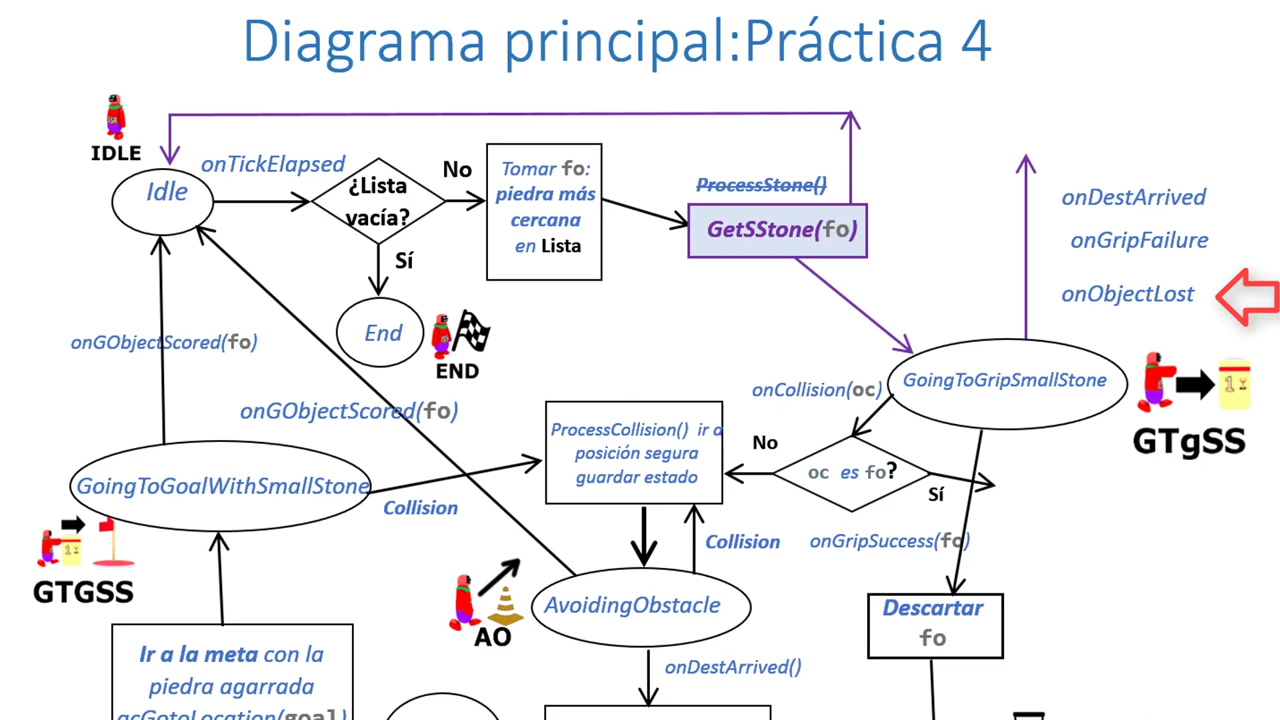 Diagrama principal:Práctica 4
IDLE
Idle
onTickElapsed
¿Lista
vacía?
No
Sí
Tomar fo:
piedra más
cercana
en Lista
ProcessStone()
GetSStone(fo)
onDestArrived
onGripFailure
onObjectLost
End
END
onGObjectScored(fo)
onGObjectScored(fo)
GoingToGripSmallStone
GTgSS
onCollision(oc)
ProcessCollision() ir a
posición segura
guardar estado
No
oc es fo?
Sí
GoingToGoalWithSmallStone
Collision
GTGSS
Collision
onGripSuccess(fo)
AvoidingObstacle
AO
Descartar
fo
onDestArrived()
Ir a la meta con la
piedra agarrada
acGotoLocation(goal)